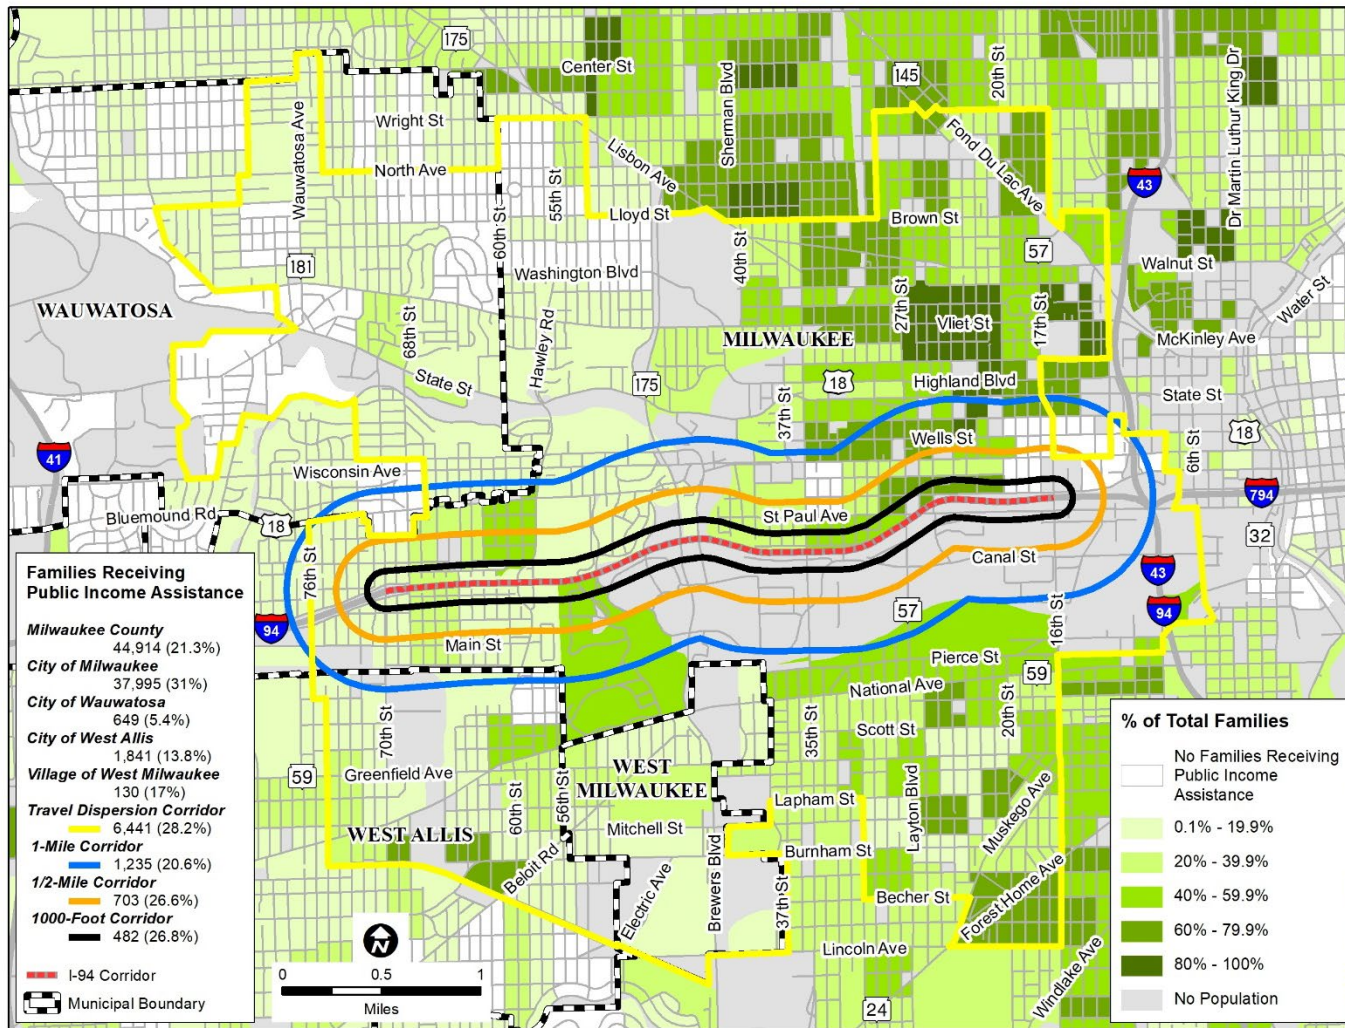 175
Center St
Sherman Blvd
145
20th St
Dr Martin Luthur King Dr
Wauwatosa Ave
Wright St
North Ave
Lisbon Ave
Fond Du Lac Ave
43
60th St
55th St
Lloyd St
Brown St
40th St
57
181
Washington Blvd
Walnut St
Water St
WAUWATOSA
68th St
Hawley Rd
MILWAUKEE
27th St
Vliet St
17th St
McKinley Ave
State St
175
37th St
18
Highland Blvd
State St
41
Wisconsin Ave
Wells St
18
6th St
Bluemound Rd
18
St Paul Ave
794
32
76th St
Canal St
43
94
94
57
16th St
Main St
Pierce St
National Ave
59
70th St
35th St
Scott St
20th St
59
Greenfield Ave
WEST
MILWAUKEE
60th St
56th St
Lapham St
Layton Blvd
Muskego Ave
WEST ALLIS
Mitchell St
Burnham St
Beloit Rd
Brewers Blvd
Electric Ave
37th St
Becher St
Forest Home Ave
Lincoln Ave
Windlake Ave
24
Families Receiving
Public Income Assistance
Milwaukee County
44,914 (21.3%)
City of Milwaukee
37,995 (31%)
City of Wauwatosa
649 (5.4%)
City of West Allis
1,841 (13.8%)
Village of West Milwaukee
130 (17%)
Travel Dispersion Corridor
6,441 (28.2%)
1-Mile Corridor
1,235 (20.6%)
1/2-Mile Corridor
703 (26.6%)
1000-Foot Corridor
482 (26.8%)
I-94 Corridor
Municipal Boundary
N
0 0.5 1
Miles
% of Total Families
No Families Receiving
Public Income
Assistance
0.1% - 19.9%
20% - 39.9%
40% - 59.9%
60% - 79.9%
80% - 100%
No Population